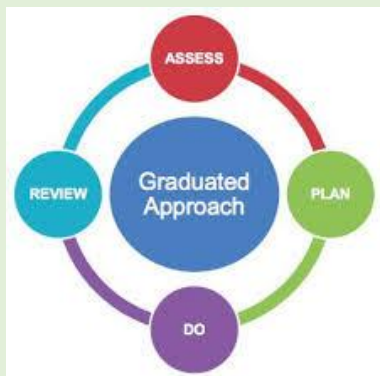 ASSESS
Graduated
Approach
PLAN
DO
REVIEW